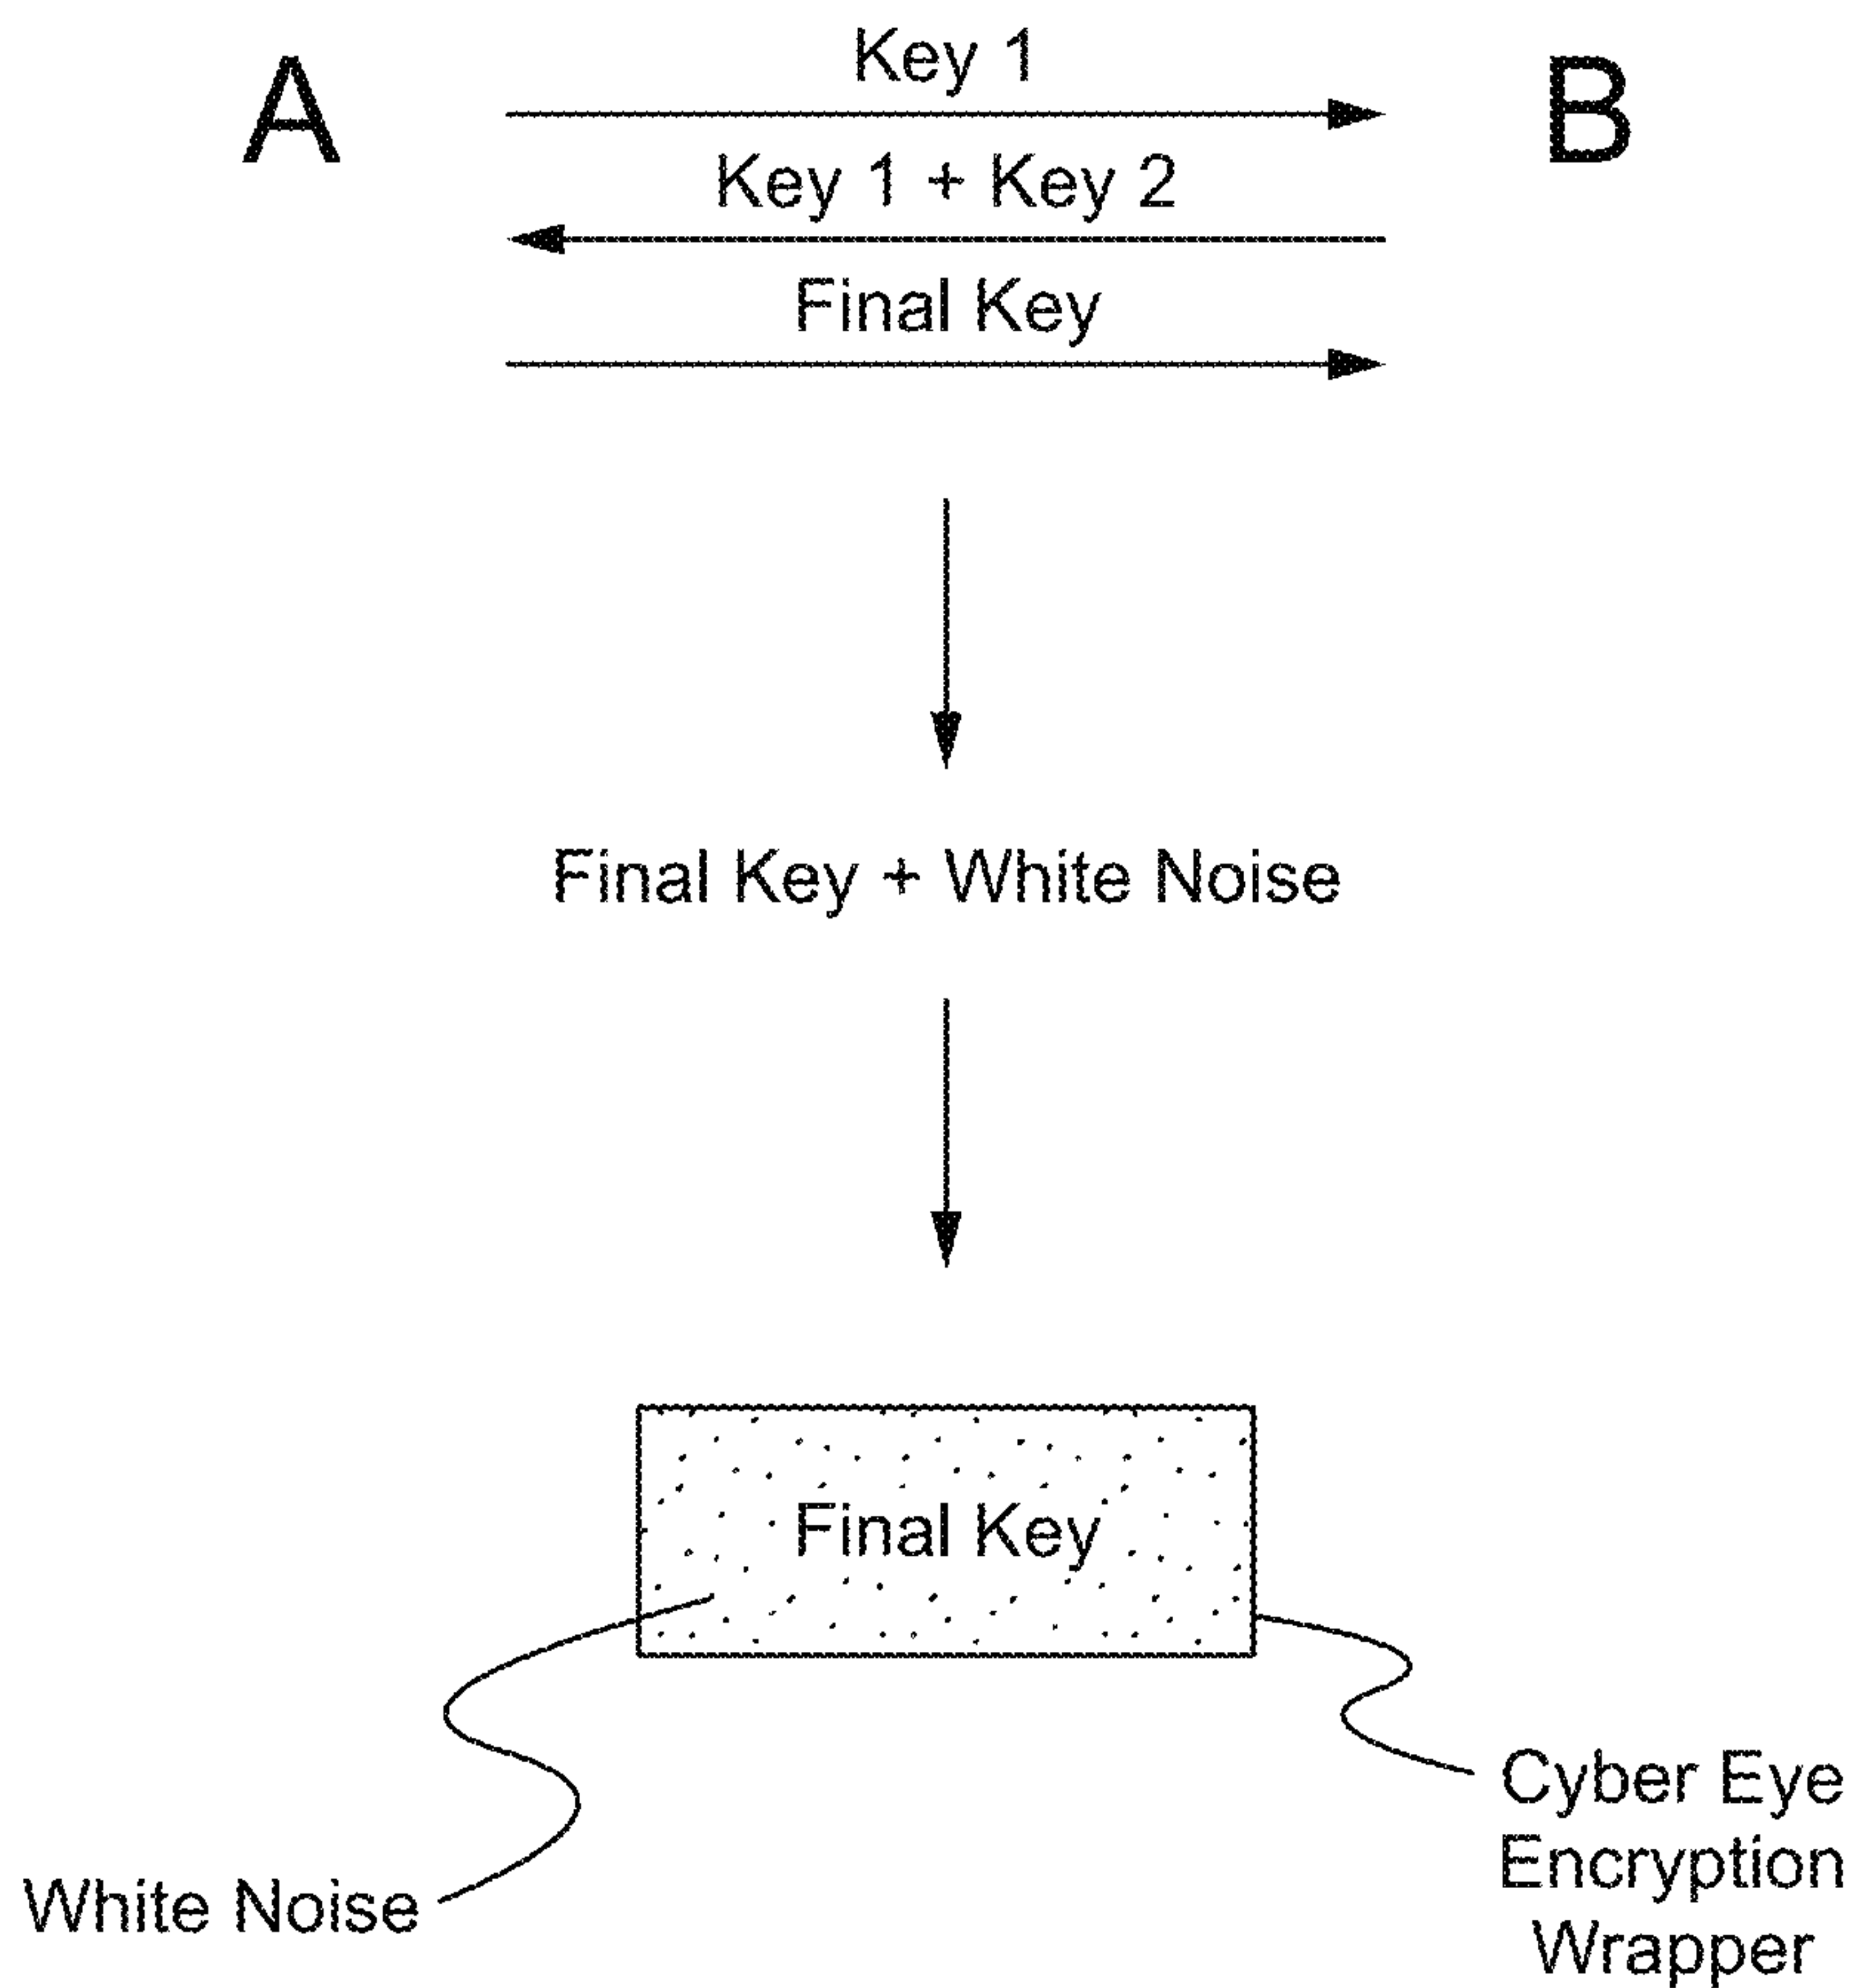 A
Key 1
B
Key 1 + Key 2
Final Key
Final Key + White Noise
Final Key
White Noise
Cyber Eye
Encryption
Wrapper